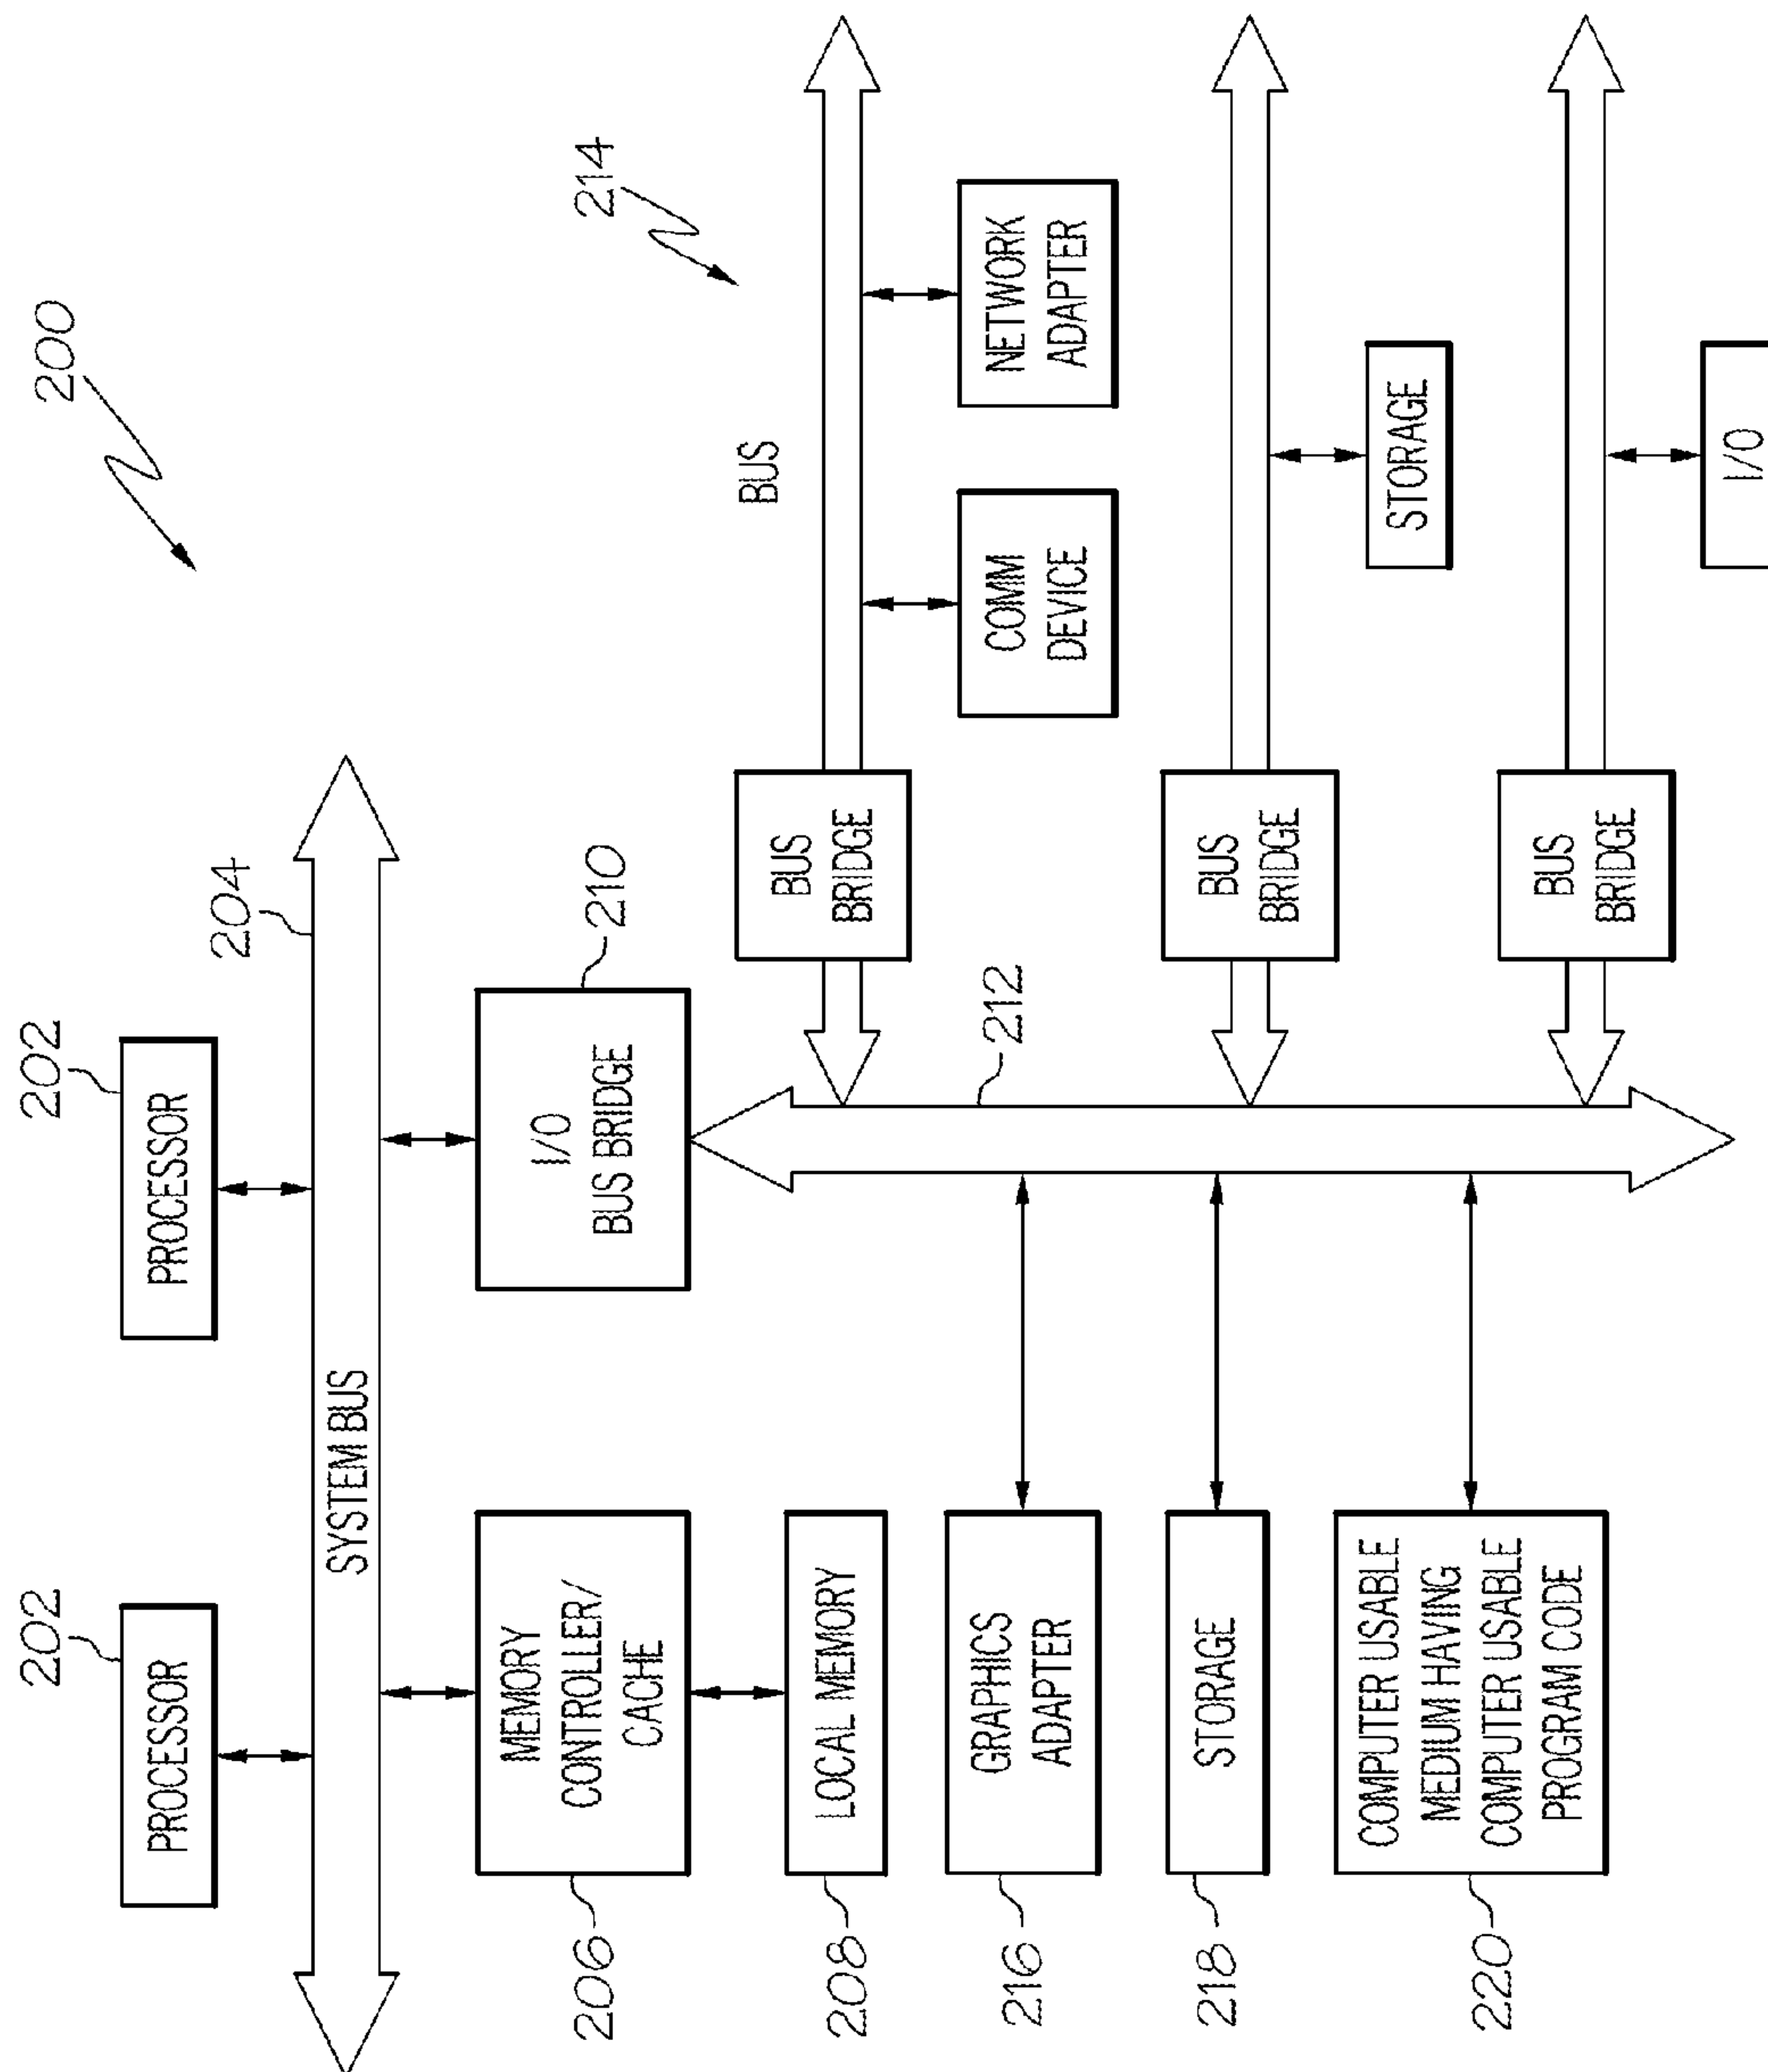 200
202
202
PROCESSOR
PROCESSOR
204
SYSTEM BUS
206
MEMORY
CONTROLLER/
CACHE
I/O
BUS BRIDGE
210
208
LOCAL MEMORY
214
BUS
BUS
BRIDGE
COMM
DEVICE
NETWORK
ADAPTER
212
216
GRAPHICS
ADAPTER
218
STORAGE
BUS
BRIDGE
STORAGE
220
COMPUTER USABLE
MEDIUM HAVING
COMPUTER USABLE
PROGRAM CODE
BUS
BRIDGE
I/O